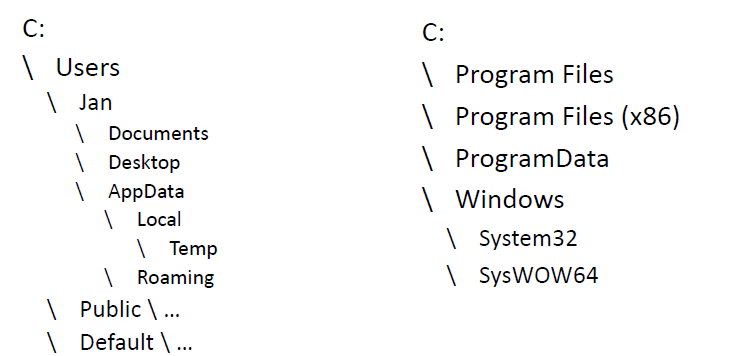 C:
\ Users
\ Jan
\ Documents
\ Desktop
\ AppData
\ Local
\ Temp
\ Roaming
\ Public \ ...
\ Default \ ...
C:
\ Program Files
\ Program Files (x86)
\ ProgramData
\ Windows
\ System32
\ SysWOW64